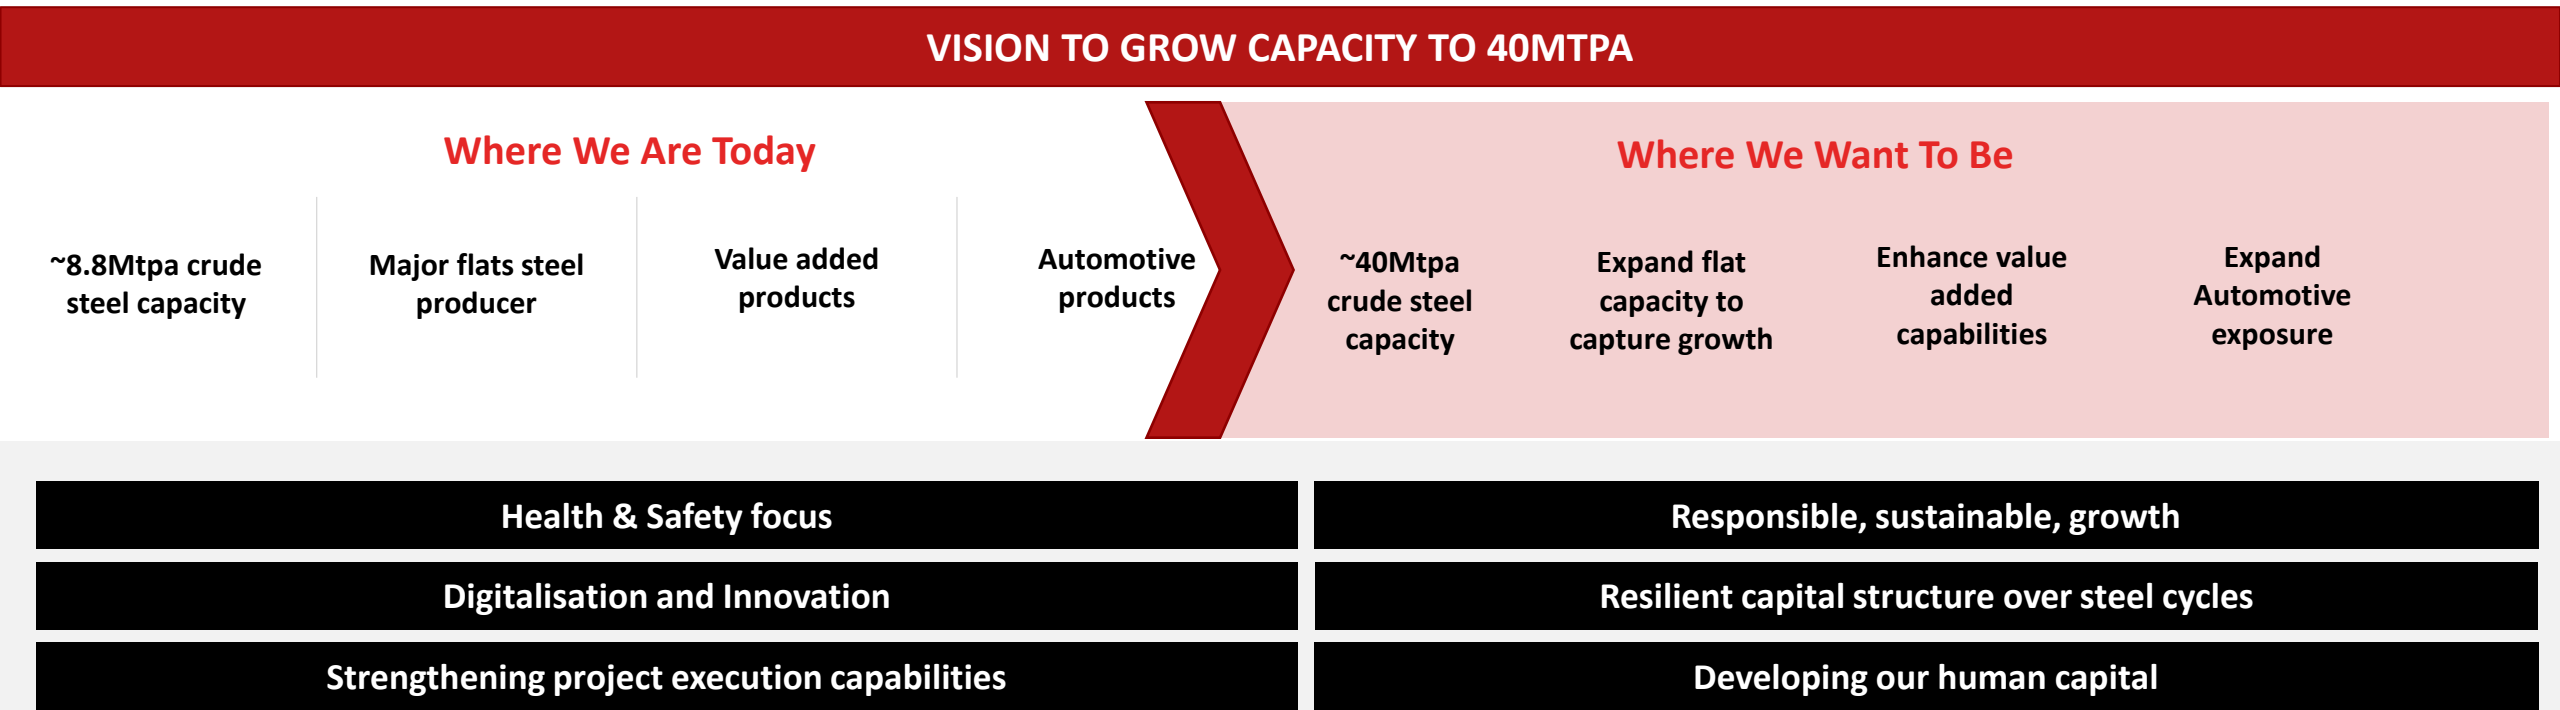 VISION TO GROW CAPACITY TO 40MTPA
Where We Are Today
~8.8Mtpa crude
steel capacity
Major flats steel
producer
Value added
products
Automotive
products
Where We Want To Be
~40Mtpa
crude steel
capacity
Expand flat
capacity to
capture growth
Enhance value
added
capabilities
Expand
Automotive
exposure
Health & Safety focus
Responsible, sustainable, growth
Digitalisation and Innovation
Resilient capital structure over steel cycles
Strengthening project execution capabilities
Developing our human capital